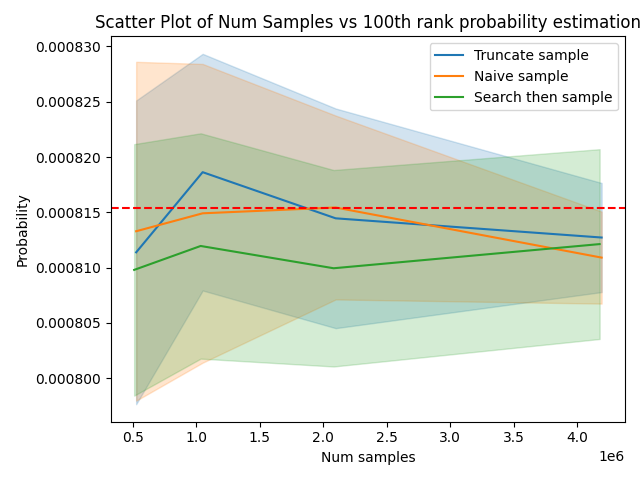 Scatter Plot of Num Samples vs 100th rank probability estimation
0.000830
0.000825
0.000820
0.000815
0.000810
0.000805
0.000800
Probability
Truncate sample
Naive sample
Search then sample
0.5
1.0
1.5
2.0
2.5
3.0
3.5
4.0
1e6
Num samples